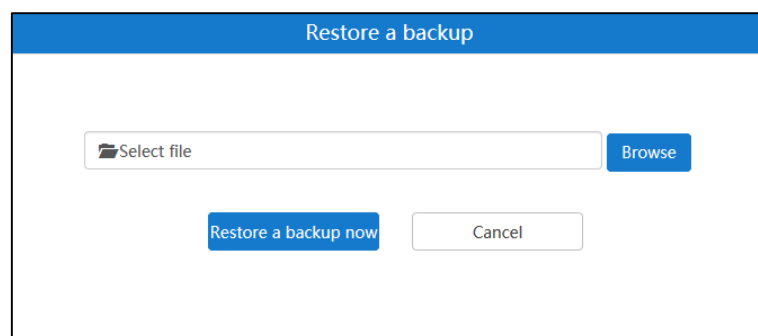 Restore a backup
Select file
Browse
Restore a backup now
Cancel